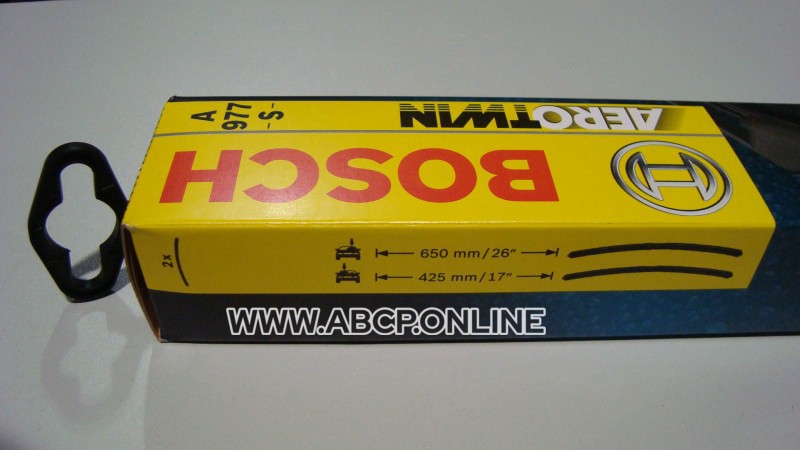 A
977
-S-
AEROTWIN
BOSCH
2x
650 mm/26"
425 mm/17"
WWW.ABCP.ONLINE